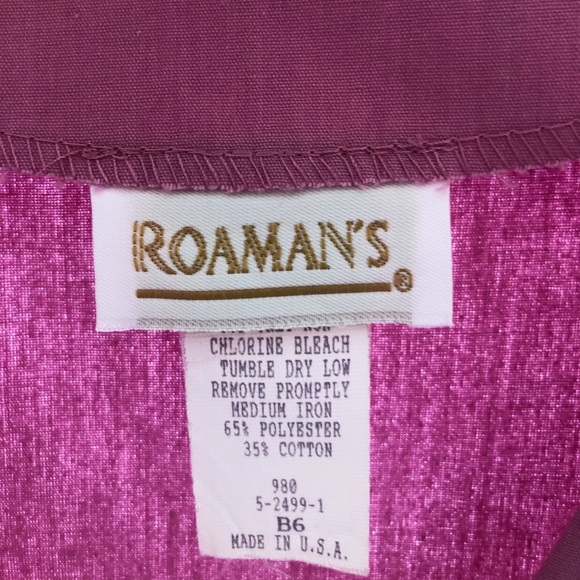 ROAMAN'S
®
CHLORINE BLEACH
TUMBLE DRY LOW
REMOVE PROMPTLY
MEDIUM IRON
65% POLYESTER
35% COTTON
980
5-2499-1
B6
MADE IN U.S.A.